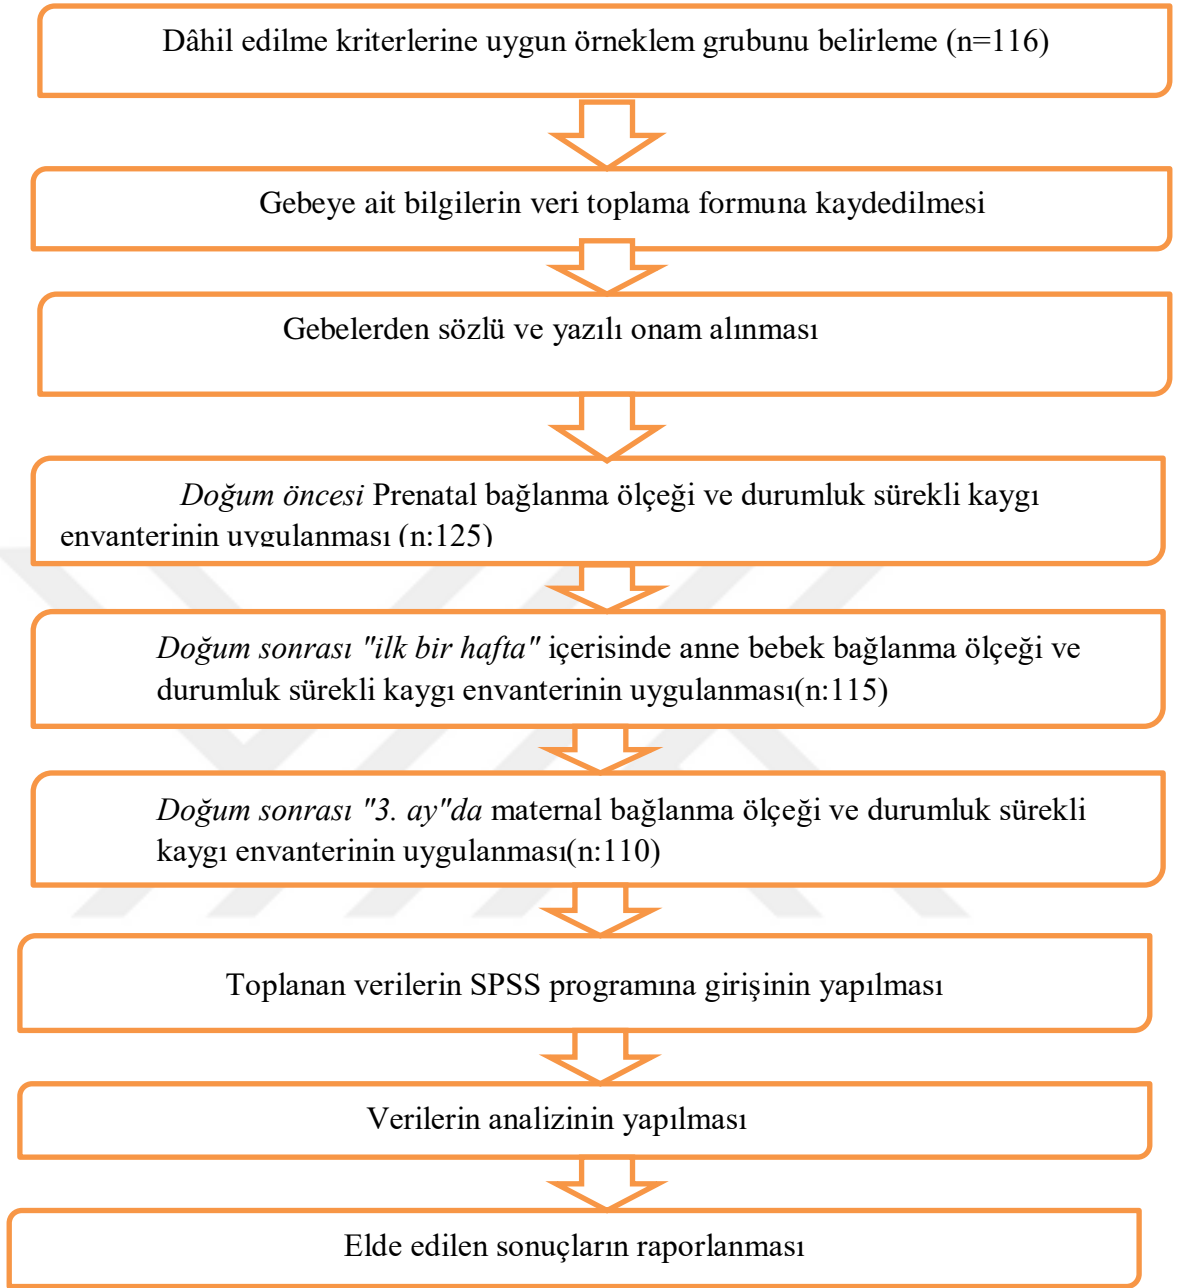 Dâhil edilme kriterlerine uygun örneklem grubunu belirleme (n=116)
Gebeye ait bilgilerin veri toplama formuna kaydedilmesi
Gebelerden sözlü ve yazılı onam alınması
Doğum öncesi Prenatal bağlanma ölçeği ve durumluk sürekli kaygı
envanterinin uygulanması (n:125)
Doğum sonrası "ilk bir hafta" içerisinde anne bebek bağlanma ölçeği ve
durumluk sürekli kaygı envanterinin uygulanması(n:115)
Doğum sonrası "3. ay"da maternal bağlanma ölçeği ve durumluk sürekli
kaygı envanterinin uygulanması(n:110)
Toplanan verilerin SPSS programına girişinin yapılması
Verilerin analizinin yapılması
Elde edilen sonuçların raporlanması